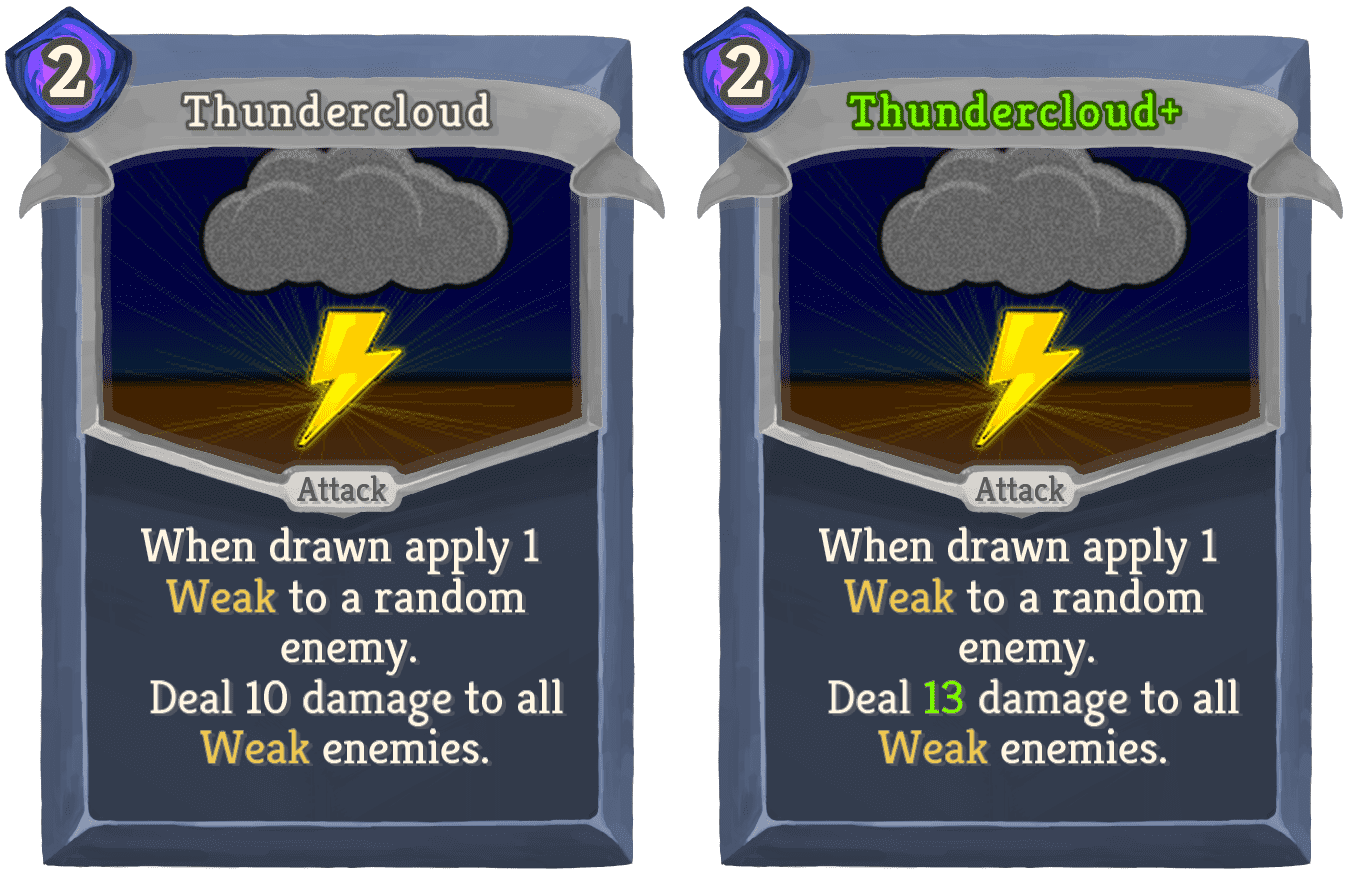 2
Thundercloud
Attack
When drawn apply 1
Weak to a random
enemy.
Deal 10 damage to all
Weak enemies.
2
Thundercloud+
Attack
When drawn apply 1
Weak to a random
enemy.
Deal 13 damage to all
Weak enemies.